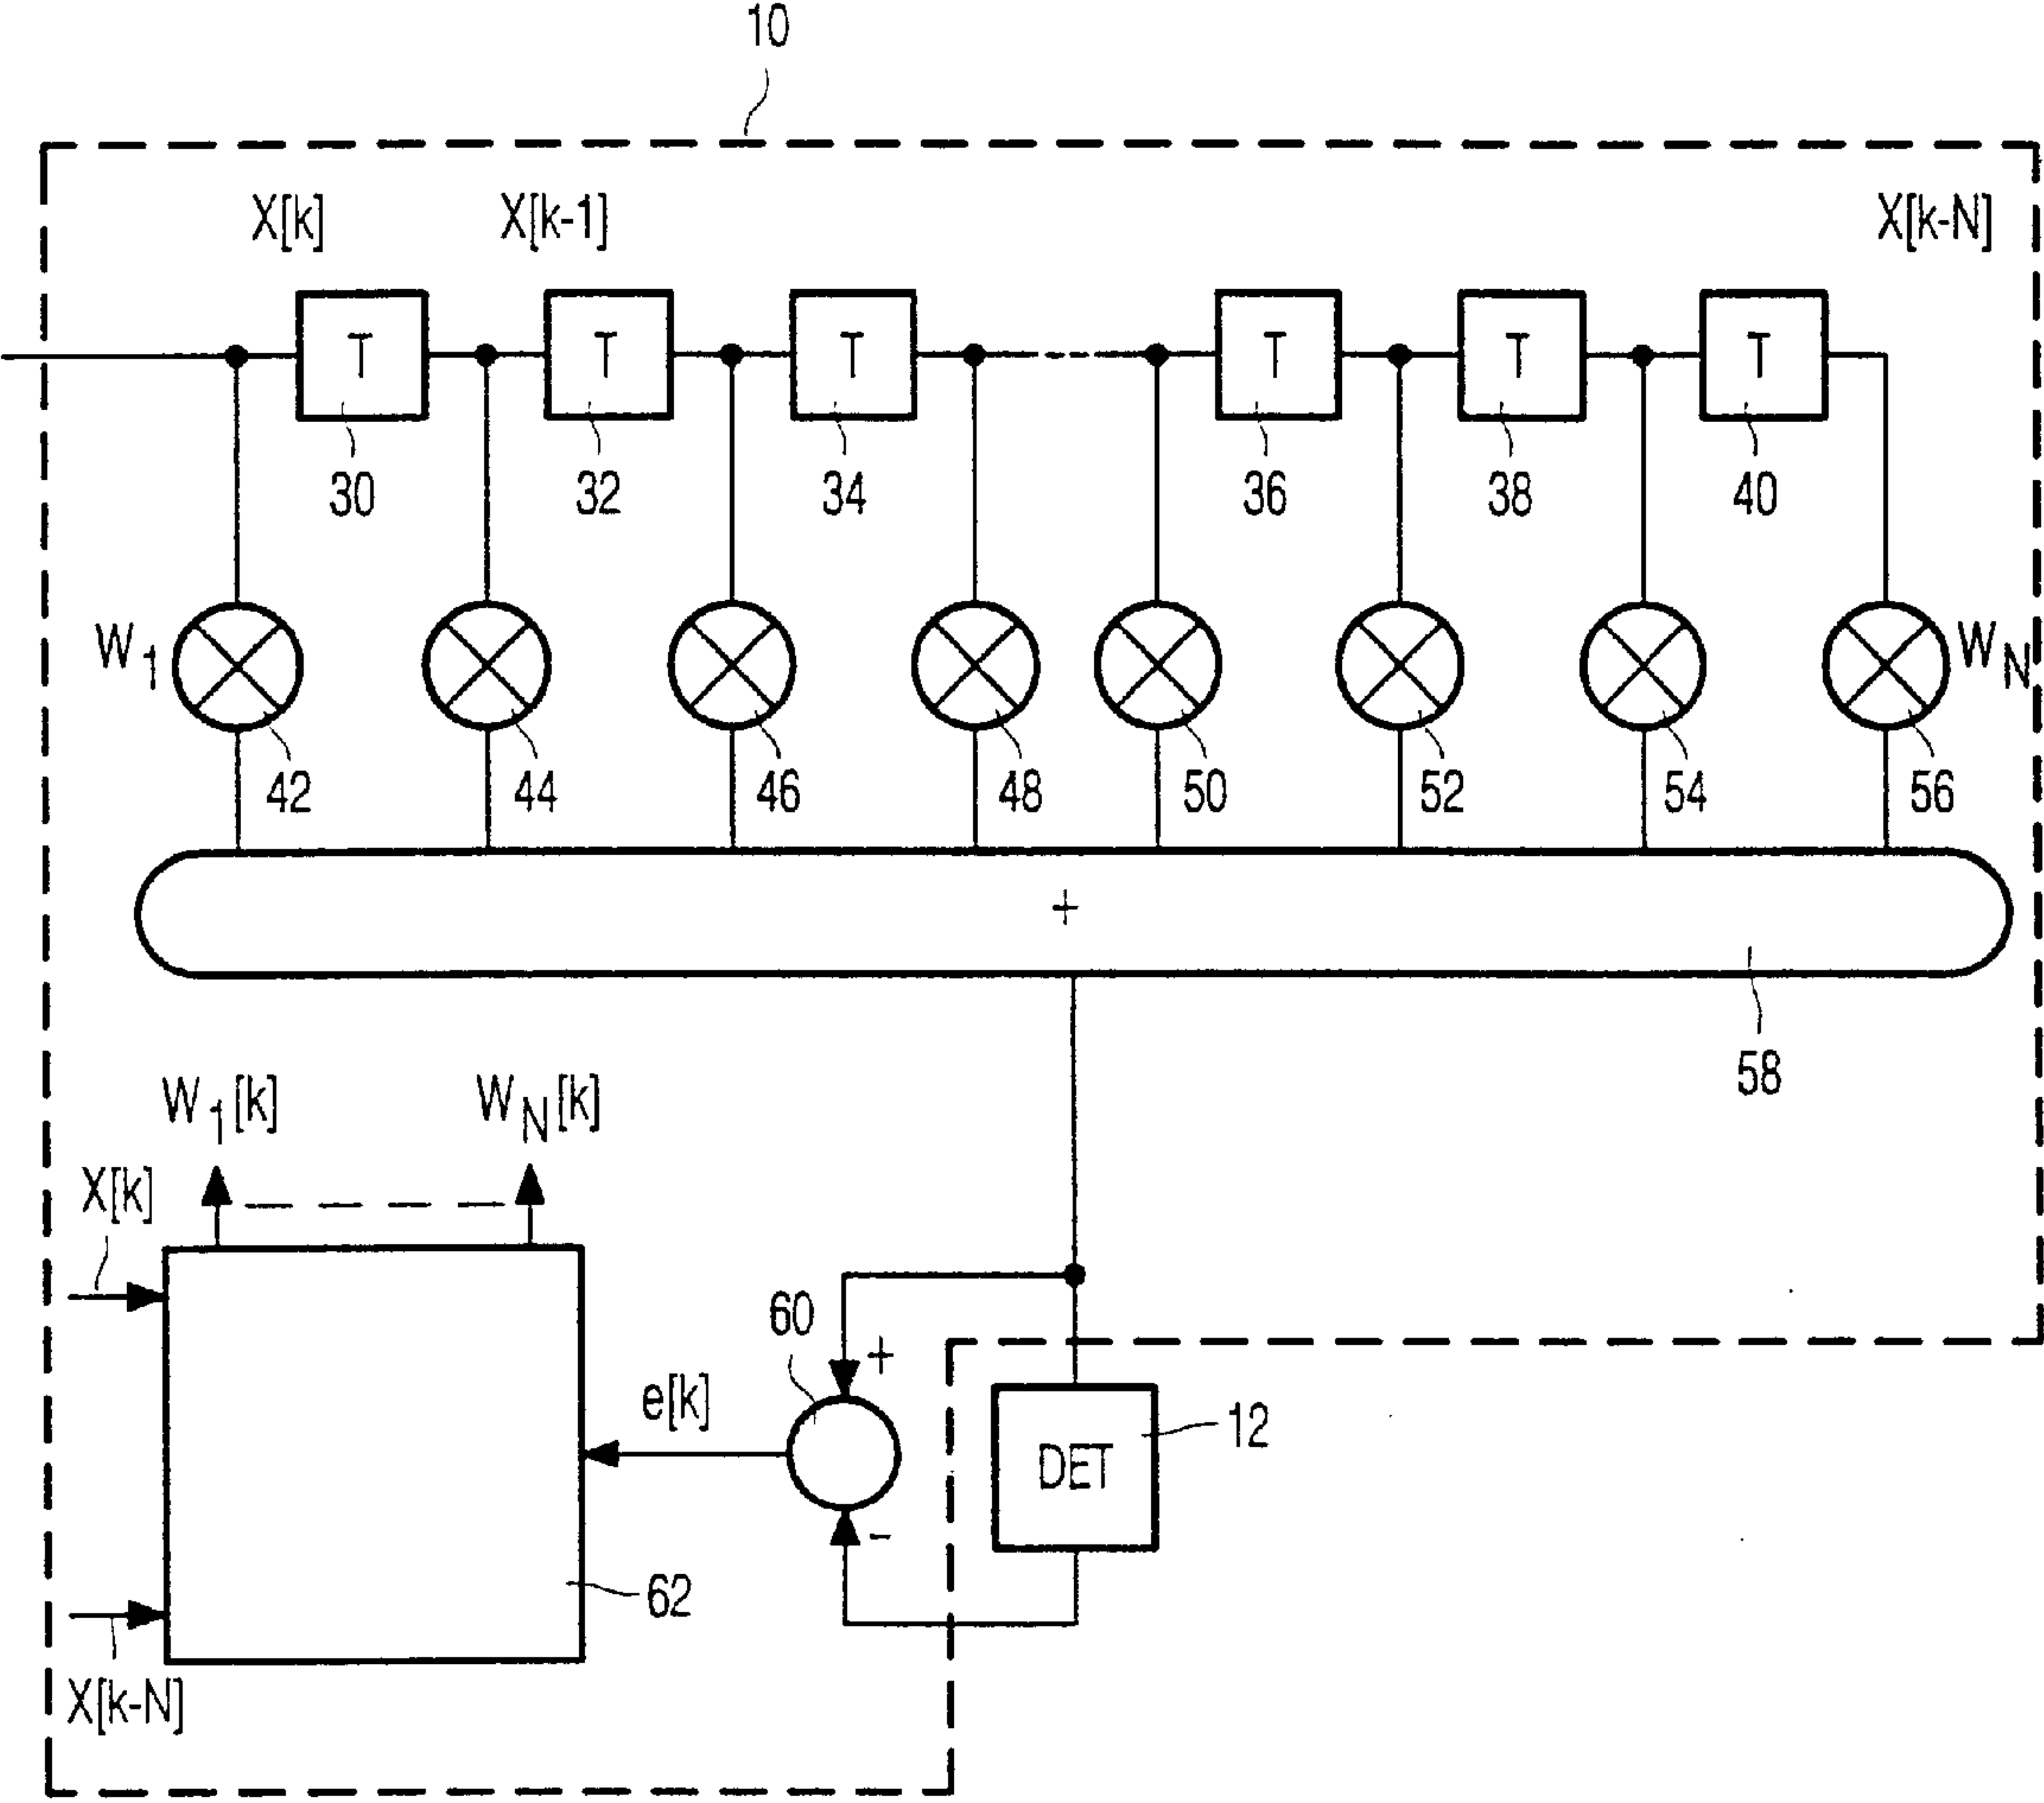 10
X[k] X[k-1] X[k-N]
T T T T T T
30 32 34 36 38 40
W1 WN
42 44 46 48 50 52 54 56
+
58
W1[k] WN[k]
X[k]
60
+
e[k]
12
DET
-
62
X[k-N]